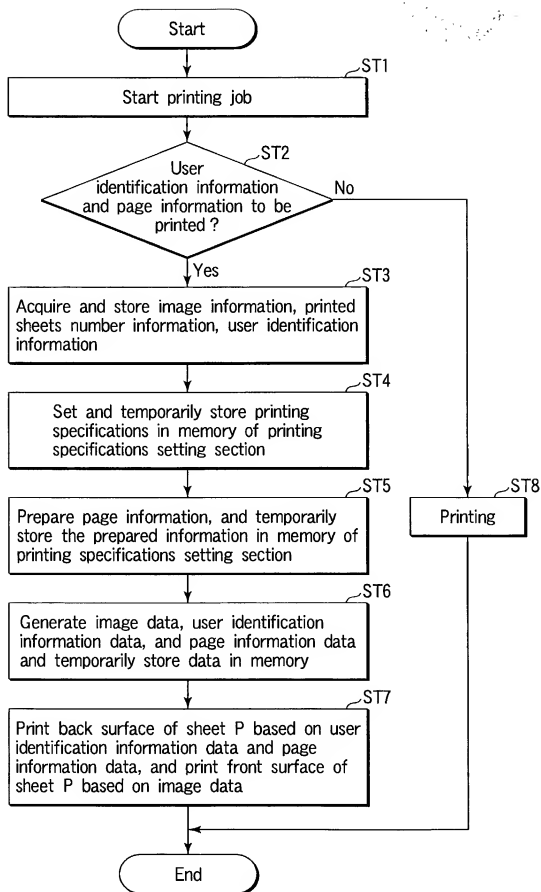 Start
ST1
Start printing job
ST2
User
identification information
and page information to be
printed?
No
Yes
ST3
Acquire and store image information, printed
sheets number information, user identification
information
ST4
Set and temporarily store printing
specifications in memory of printing
specifications setting section
ST5
Prepare page information, and temporarily
store the prepared information in memory of
printing specifications setting section
ST8
Printing
ST6
Generate image data, user identification
information data, and page information data
and temporarily store data in memory
ST7
Print back surface of sheet P based on user
identification information data and page
information data, and print front surface of
sheet P based on image data
End